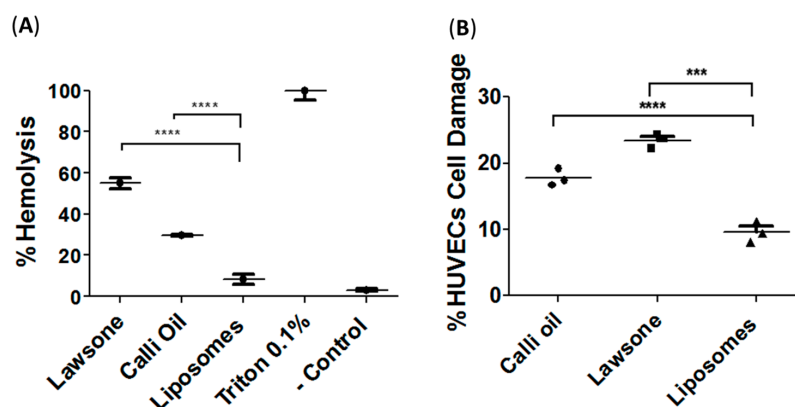 (A)
% Hemolysis
100
80
60
40
20
0
****
****
Lawsone
Calli Oil
Liposomes
Triton 0.1%
- Control
(B)
% HUVECs Cell Damage
30
20
10
0
***
****
Calli oil
Lawsone
Liposomes